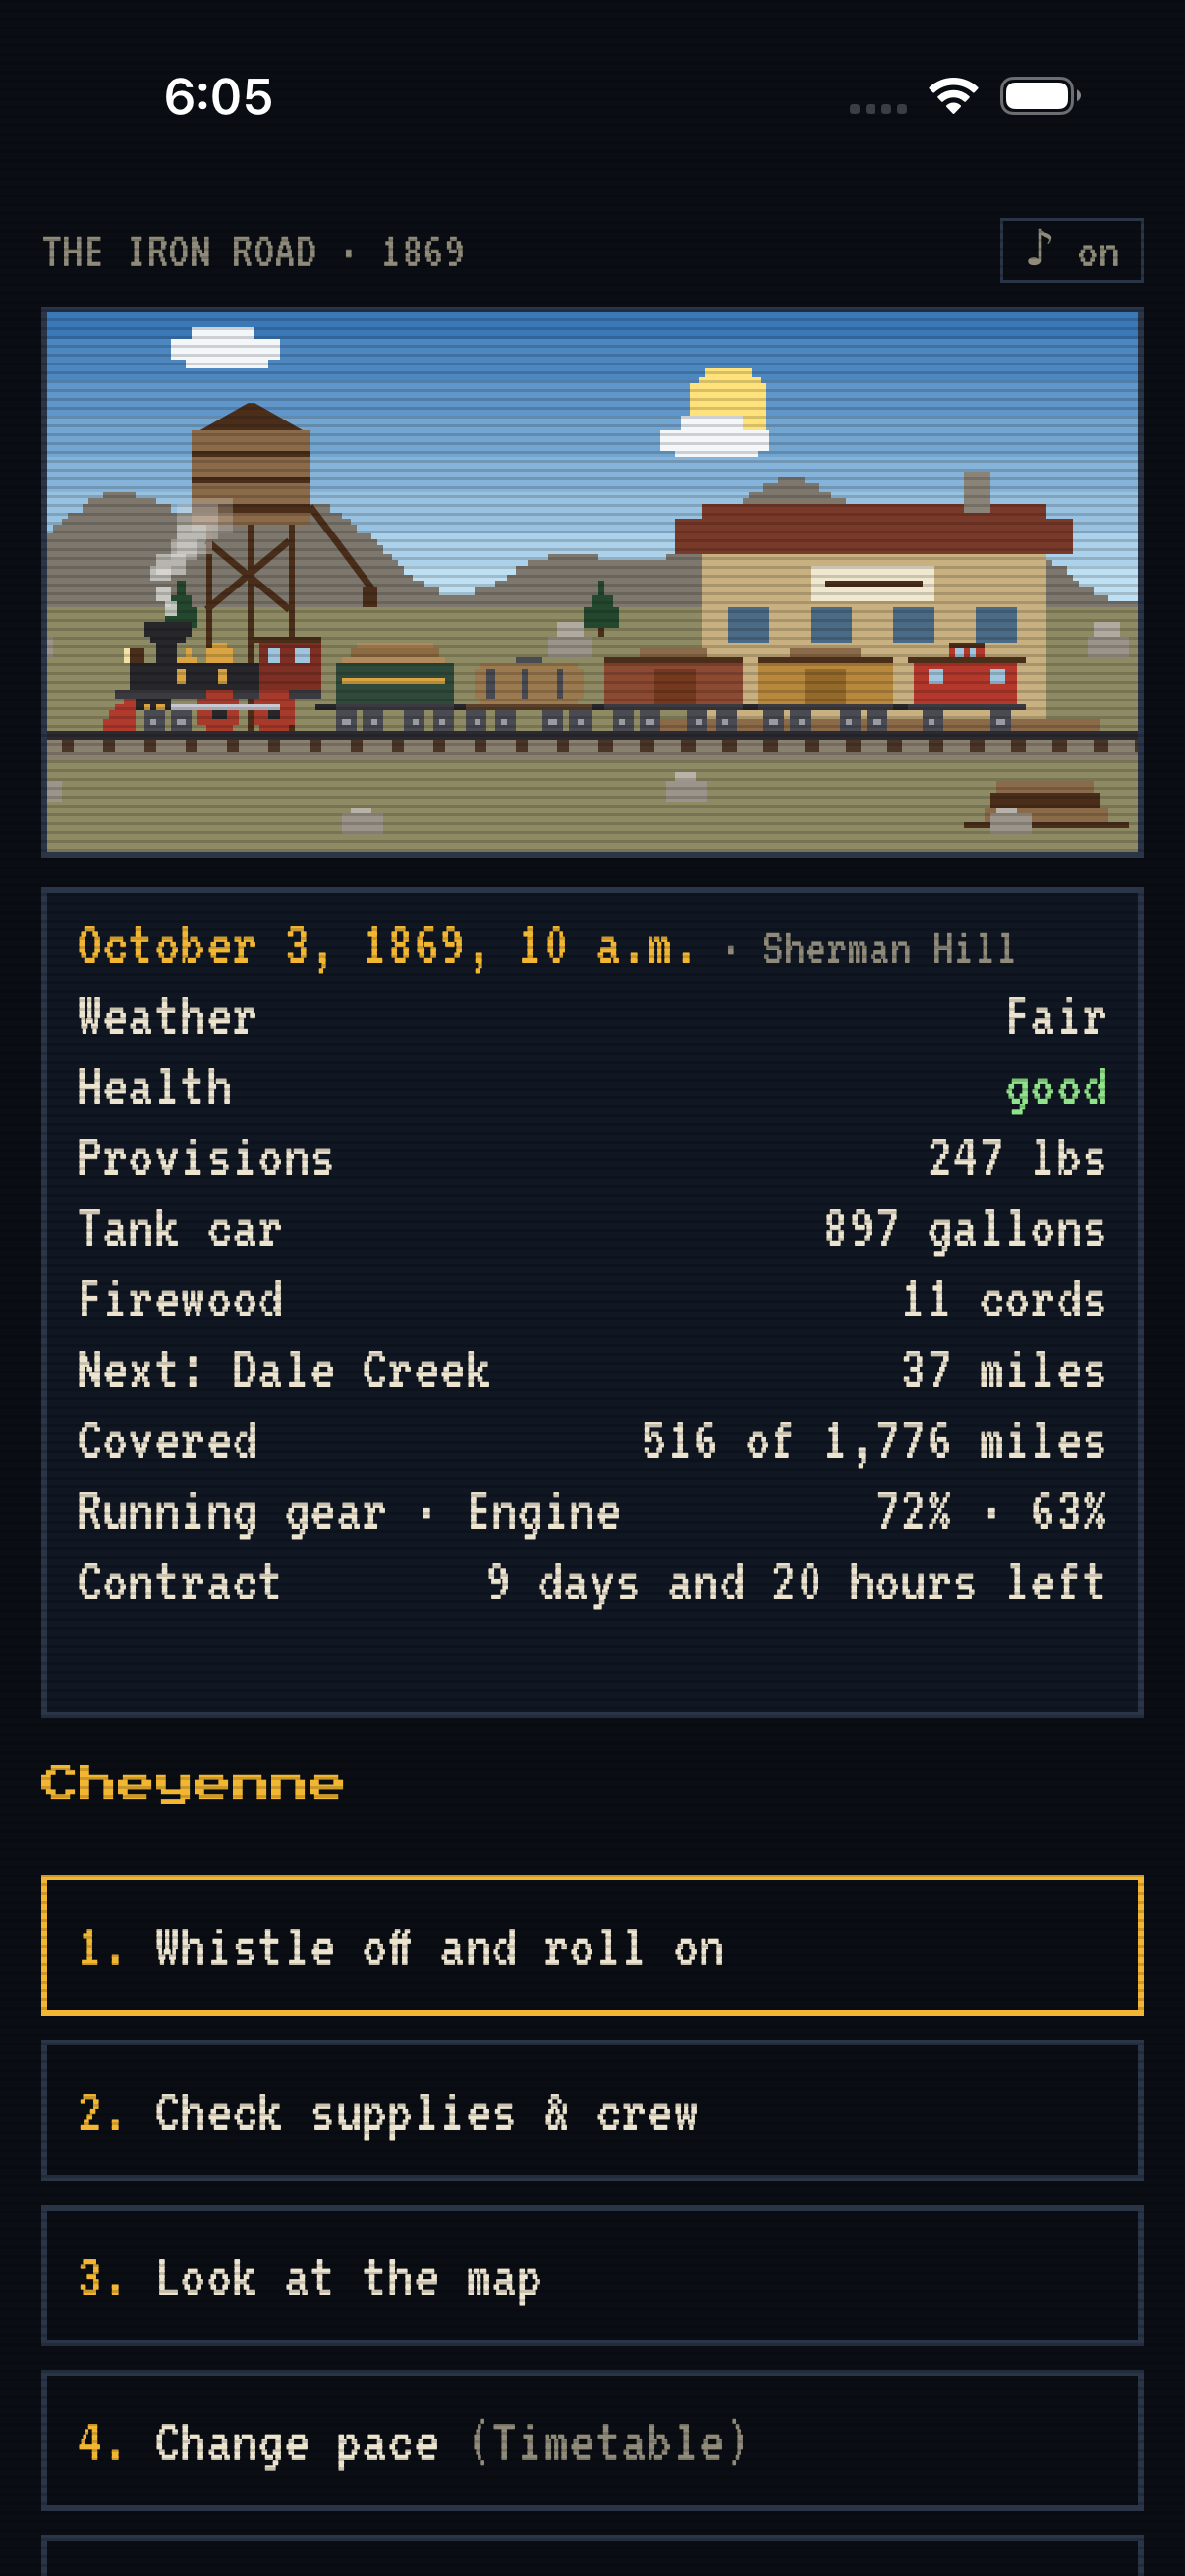 6:05
THE IRON ROAD · 1869
♪ on
October 3, 1869, 10 a.m. · Sherman Hill
Weather Fair
Health good
Provisions 247 lbs
Tank car 897 gallons
Firewood 11 cords
Next: Dale Creek 37 miles
Covered 516 of 1,776 miles
Running gear · Engine 72% · 63%
Contract 9 days and 20 hours left
Cheyenne
1. Whistle off and roll on
2. Check supplies & crew
3. Look at the map
4. Change pace (Timetable)